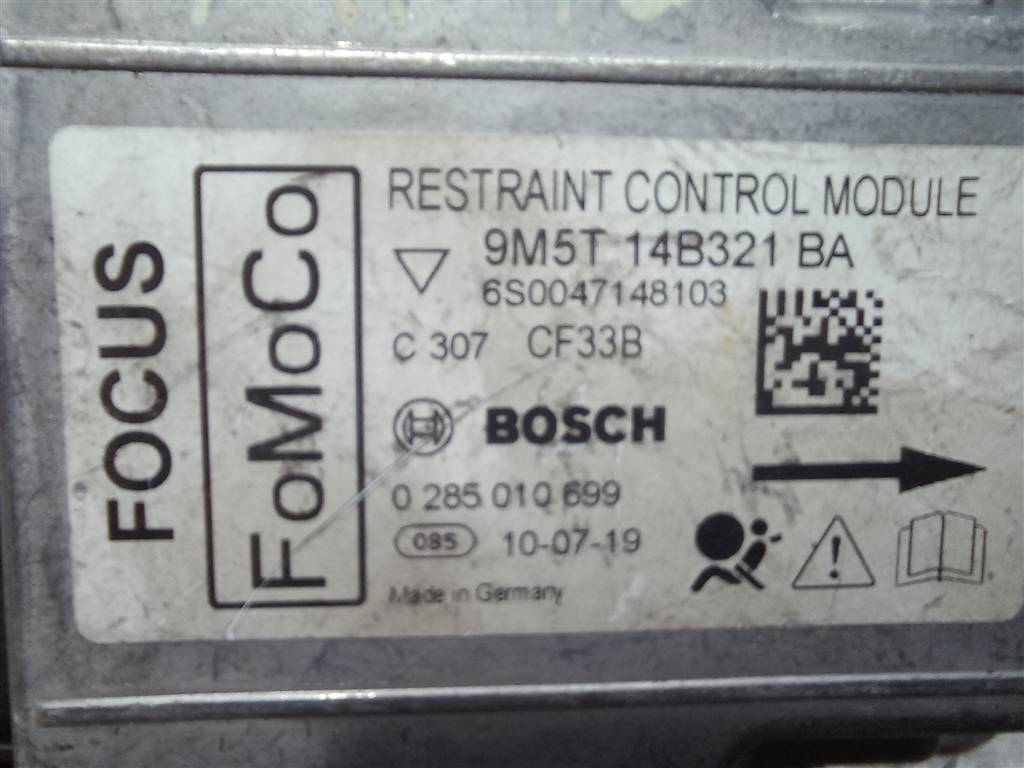 FOCUS
FoMoCo
RESTRAINT CONTROL MODULE
9M5T 14B321 BA
6S0047148103
C 307 CF33B
BOSCH
0 285 010 699
085 10-07-19
Made in Germany